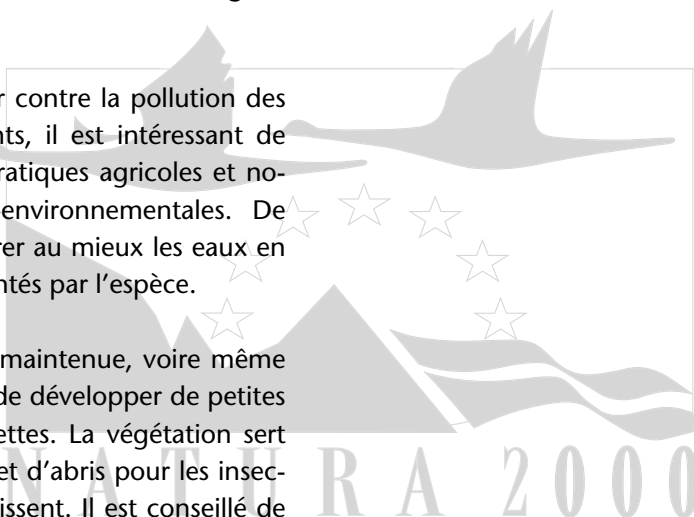 r contre la pollution des
nts, il est intéressant de
ratiques agricoles et no-
-environnementales. De
rer au mieux les eaux en
ntés par l'espèce.
maintenue, voire même
de développer de petites
ettes. La végétation sert
et d'abris pour les insec-
issent. Il est conseillé de
NATURA 2000